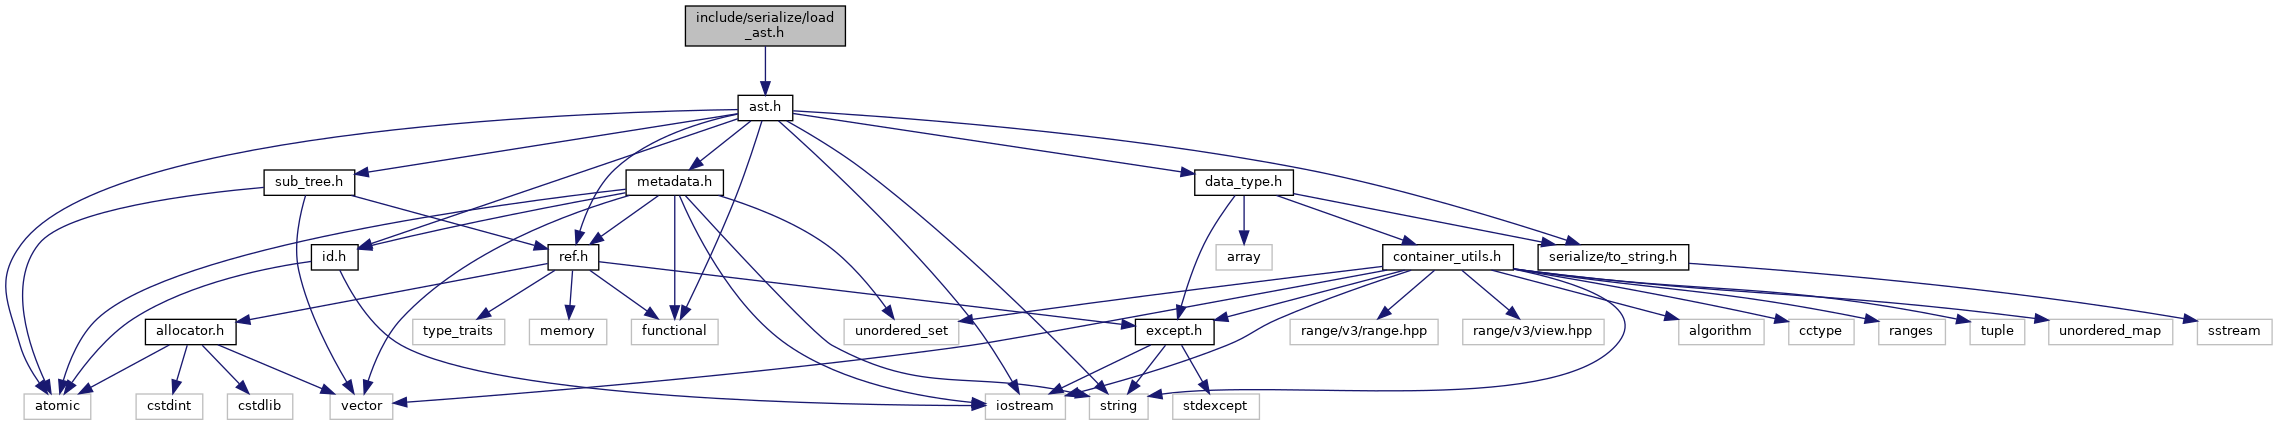 include/serialize/load
_ast.h
ast.h
sub_tree.h
metadata.h
data_type.h
id.h
ref.h
array
container_utils.h
serialize/to_string.h
allocator.h
type_traits
memory
functional
unordered_set
except.h
range/v3/range.hpp
range/v3/view.hpp
algorithm
cctype
ranges
tuple
unordered_map
sstream
atomic
cstdint
cstdlib
vector
iostream
string
stdexcept